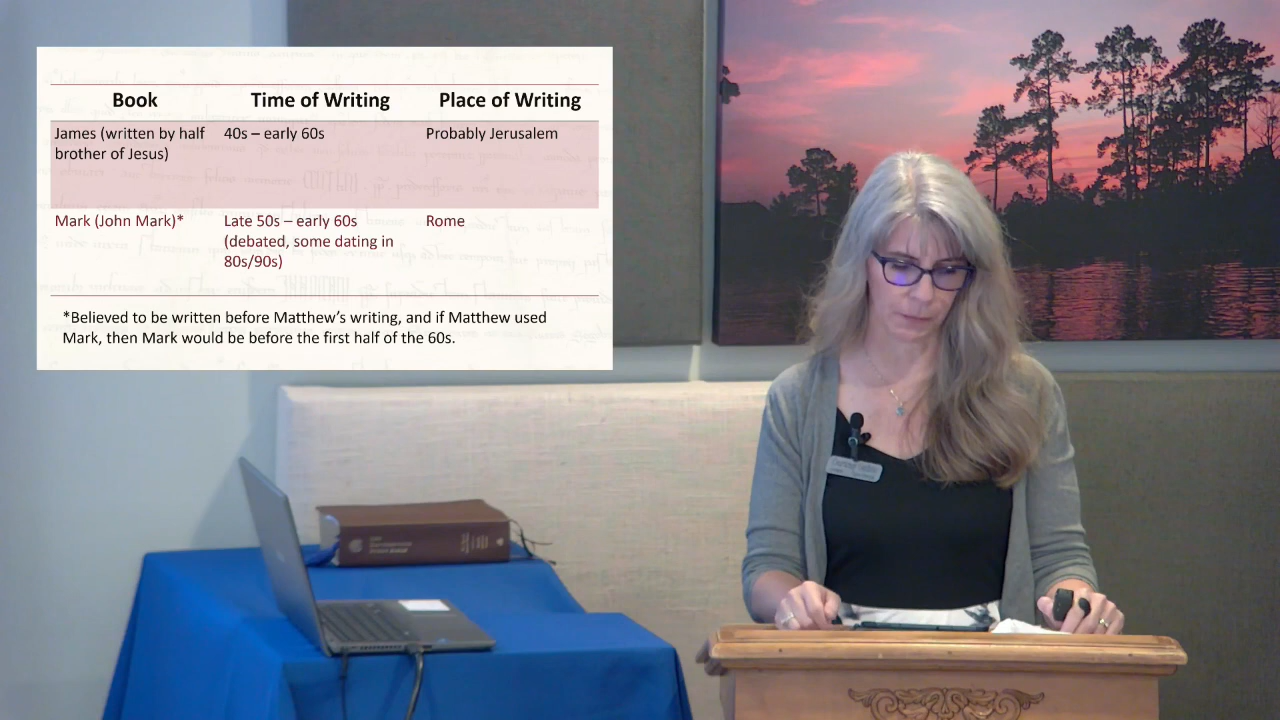 Book Time of Writing Place of Writing
James (written by half 40s – early 60s Probably Jerusalem
brother of Jesus)
Mark (John Mark)* Late 50s – early 60s Rome
(debated, some dating in
80s/90s)
*Believed to be written before Matthew's writing, and if Matthew used
Mark, then Mark would be before the first half of the 60s.